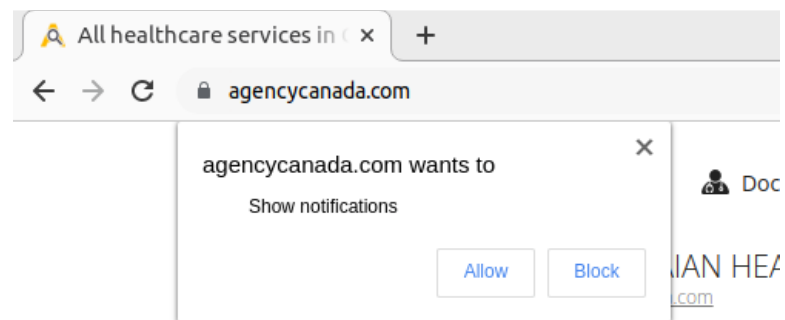 All healthcare services in
agencycanada.com
agencycanada.com wants to
Show notifications
Allow Block
Doc
IAN HEA
.com